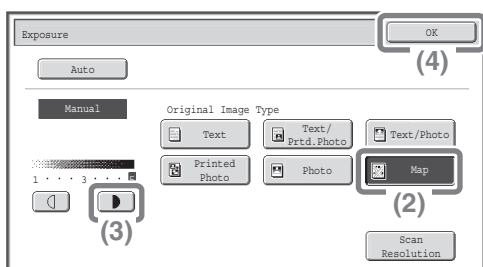 Exposure
OK
(4)
Auto
Manual
Original Image Type
Text
Text/
Prtd.Photo
Text/Photo
Printed
Photo
Photo
Map
(2)
1 · · · 3 · · · 5
(3)
Scan
Resolution